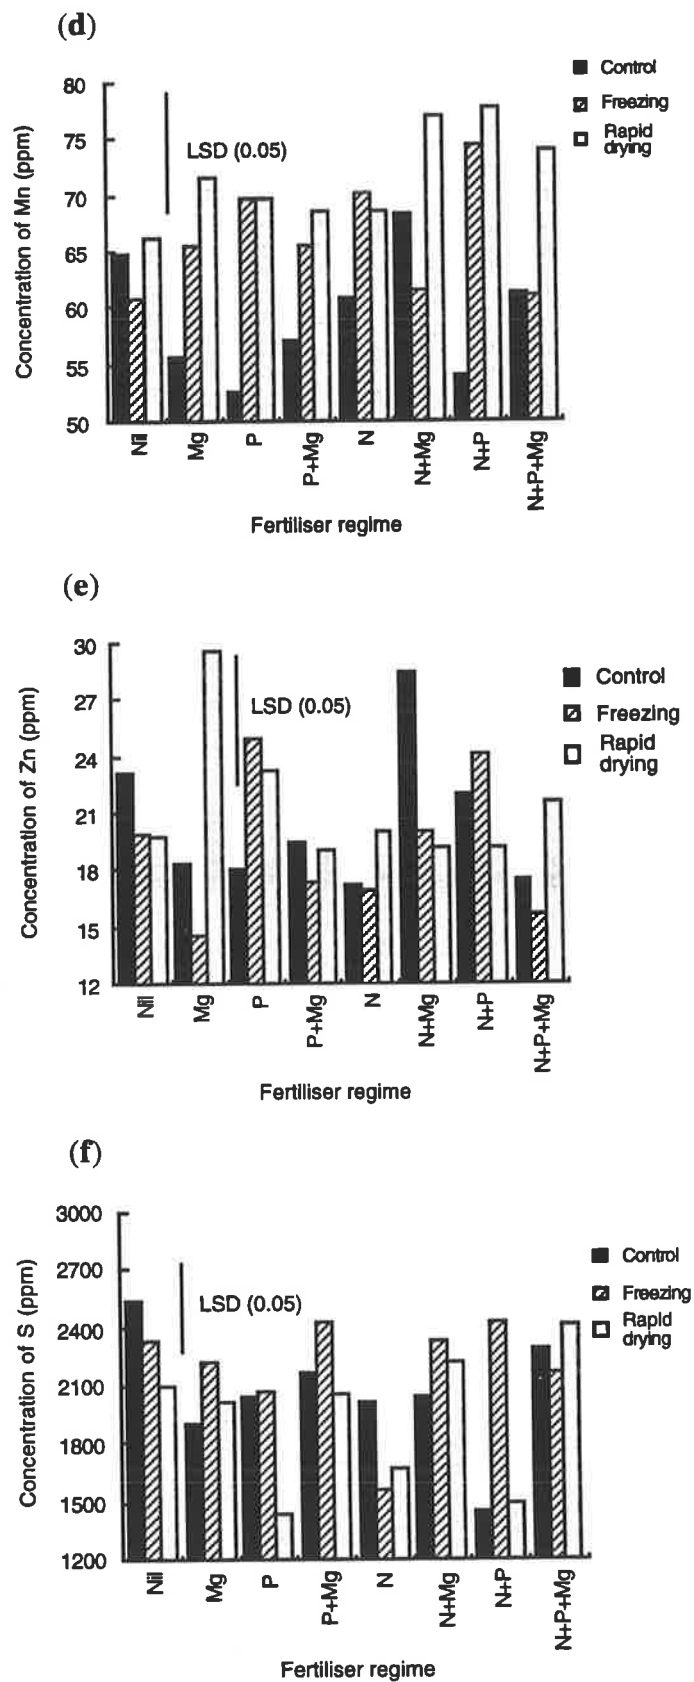 (d)
Control
Freezing
Rapid
drying
LSD (0.05)
Concentration of Mn (ppm)
80
75
70
65
60
55
50
Nil
Mg
P
P+Mg
N
N+Mg
N+P
N+P+Mg
Fertiliser regime
(e)
Control
Freezing
Rapid
drying
LSD (0.05)
Concentration of Zn (ppm)
30
27
24
21
18
15
12
Nil
Mg
P
P+Mg
N
N+Mg
N+P
N+P+Mg
Fertiliser regime
(f)
Control
Freezing
Rapid
drying
LSD (0.05)
Concentration of S (ppm)
3000
2700
2400
2100
1800
1500
1200
Nil
Mg
P
P+Mg
N
N+Mg
N+P
N+P+Mg
Fertiliser regime